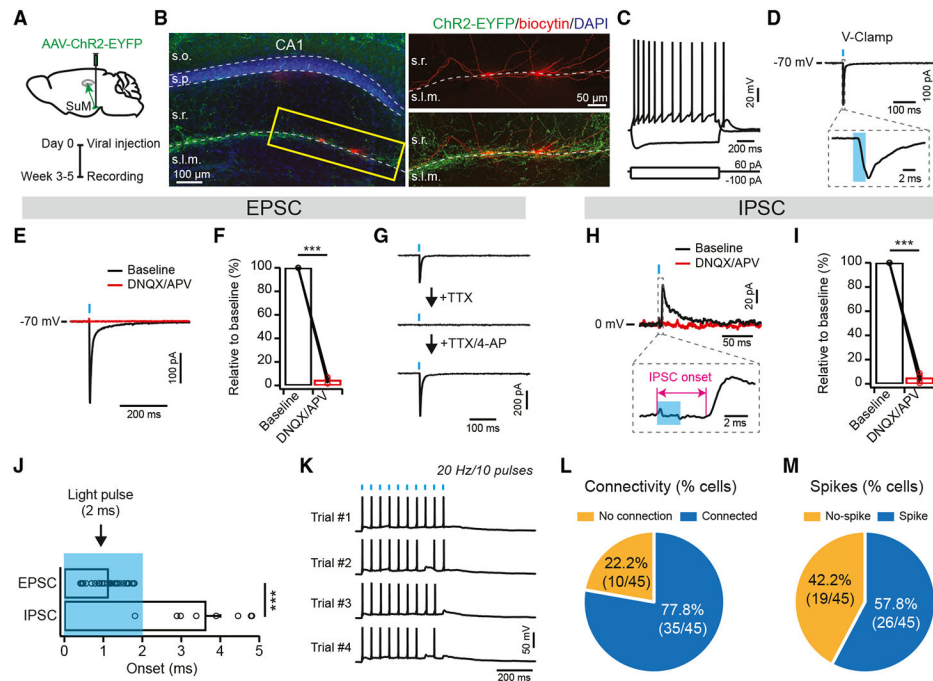 A
AAV-ChR2-EYFP
SuM
Day 0
Viral injection
Week 3-5
Recording
B
ChR2-EYFP/biocytin/DAPI
CA1
s.o.
s.p.
s.r.
s.l.m.
100 µm
s.r.
50 µm
s.l.m.
s.r.
s.l.m.
C
20 mV
200 ms
60 pA
-100 pA
D
V-Clamp
-70 mV
100 pA
100 ms
2 ms
EPSC
IPSC
E
Baseline
DNQX/APV
-70 mV
100 pA
200 ms
F
***
Relative to baseline (%)
100
80
60
40
20
0
Baseline
DNQX/APV
G
+TTX
+TTX/4-AP
200 pA
100 ms
H
Baseline
DNQX/APV
20 pA
0 mV
50 ms
IPSC onset
2 ms
I
***
Relative to baseline (%)
100
80
60
40
20
0
Baseline
DNQX/APV
J
Light pulse
(2 ms)
EPSC
IPSC
***
0 1 2 3 4 5
Onset (ms)
K
20 Hz/10 pulses
Trial #1
Trial #2
Trial #3
Trial #4
50 mV
200 ms
L
Connectivity (% cells)
No connection
Connected
22.2%
(10/45)
77.8%
(35/45)
M
Spikes (% cells)
No-spike
Spike
42.2%
(19/45)
57.8%
(26/45)